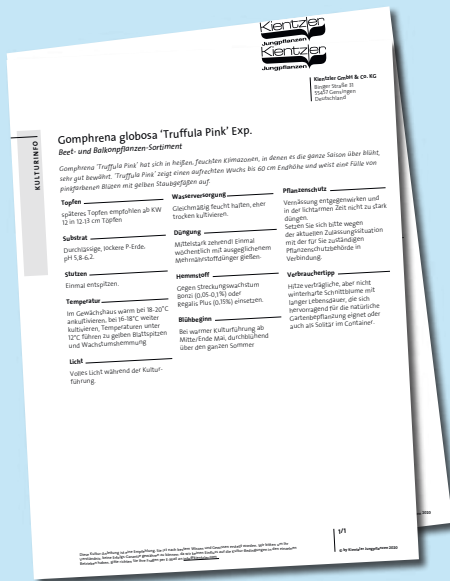 Kientzler
Jungpflanzen
Kientzler
Jungpflanzen
Kientzler GmbH & Co. KG
Binger Straße 31
55457 Gensingen
Deutschland
KULTURINFO
Gomphrena globosa ‘Truffula Pink’ Exp.
Beet- und Balkonpflanzen-Sortiment
Gomphrena ‘Truffula Pink’ hat sich in heißen, feuchten Klimazonen, in denen es die ganze Saison über blüht,
sehr gut bewährt. ‘Truffula Pink’ zeigt einen aufrechten Wuchs bis 60 cm Endhöhe und weist eine Fülle von
pinkfarbenen Blüten mit gelben Staubgefäßen auf.
Topfen
späteres Topfen empfohlen ab KW
12 in 12-13 cm Töpfen
Substrat
Durchlässige, lockere P-Erde,
pH 5,8-6,2.
Stutzen
Einmal entspitzen.
Temperatur
Im Gewächshaus warm bei 18-20°C
ankultivieren, bei 16-18°C weiter
kultivieren, Temperaturen unter
12°C führen zu gelben Blattspitzen
und Wachstumshemmung
Licht
Volles Licht während der Kultur-
führung.
Wasserversorgung
Gleichmäßig feucht halten, eher
trocken kultivieren.
Düngung
Mittelstark zehrend! Einmal
wöchentlich mit ausgeglichenem
Mehrnährstoffdünger gießen.
Hemmstoff
Gegen Streckungswachstum
Bonzi (0,05-0,1%) oder
Regalis Plus (0,15%) einsetzen.
Blühbeginn
Bei warmer Kulturführung ab
Mitte/Ende Mai, durchblühend
über den ganzen Sommer
Pflanzenschutz
Vernässung entgegenwirken und
in der lichtarmen Zeit nicht zu stark
düngen.
Setzen Sie sich bitte wegen
der aktuellen Zulassungssituation
mit der für Sie zuständigen
Pflanzenschutzbehörde in
Verbindung.
Verbrauchertipp
Hitze verträgliche, aber nicht
winterharte Schnittblume mit
langer Lebensdauer, die sich
hervorragend für die natürliche
Gartenbepflanzung eignet oder
auch als Solitär im Container.
1/1
© by Kientzler Jungpflanzen 2020
2020